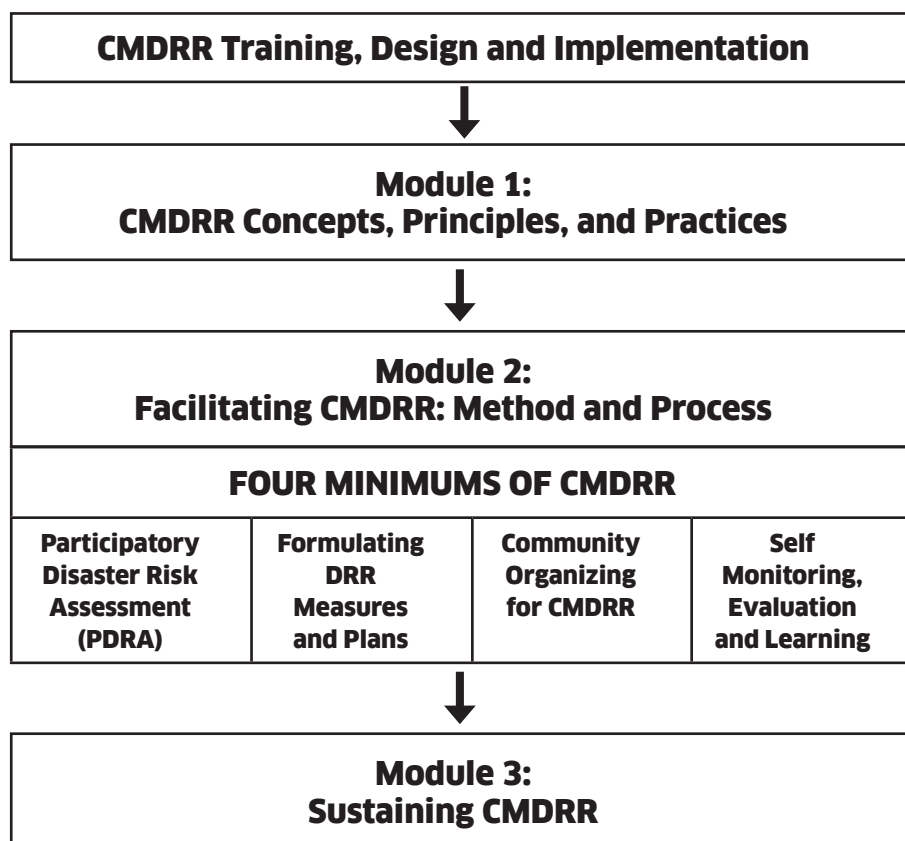 CMDRR Training, Design and Implementation
Module 1:
CMDRR Concepts, Principles, and Practices
Module 2:
Facilitating CMDRR: Method and Process
FOUR MINIMUMS OF CMDRR
Participatory
Disaster Risk
Assessment
(PDRA)
Formulating
DRR
Measures
and Plans
Community
Organizing
for CMDRR
Self
Monitoring,
Evaluation
and Learning
Module 3:
Sustaining CMDRR